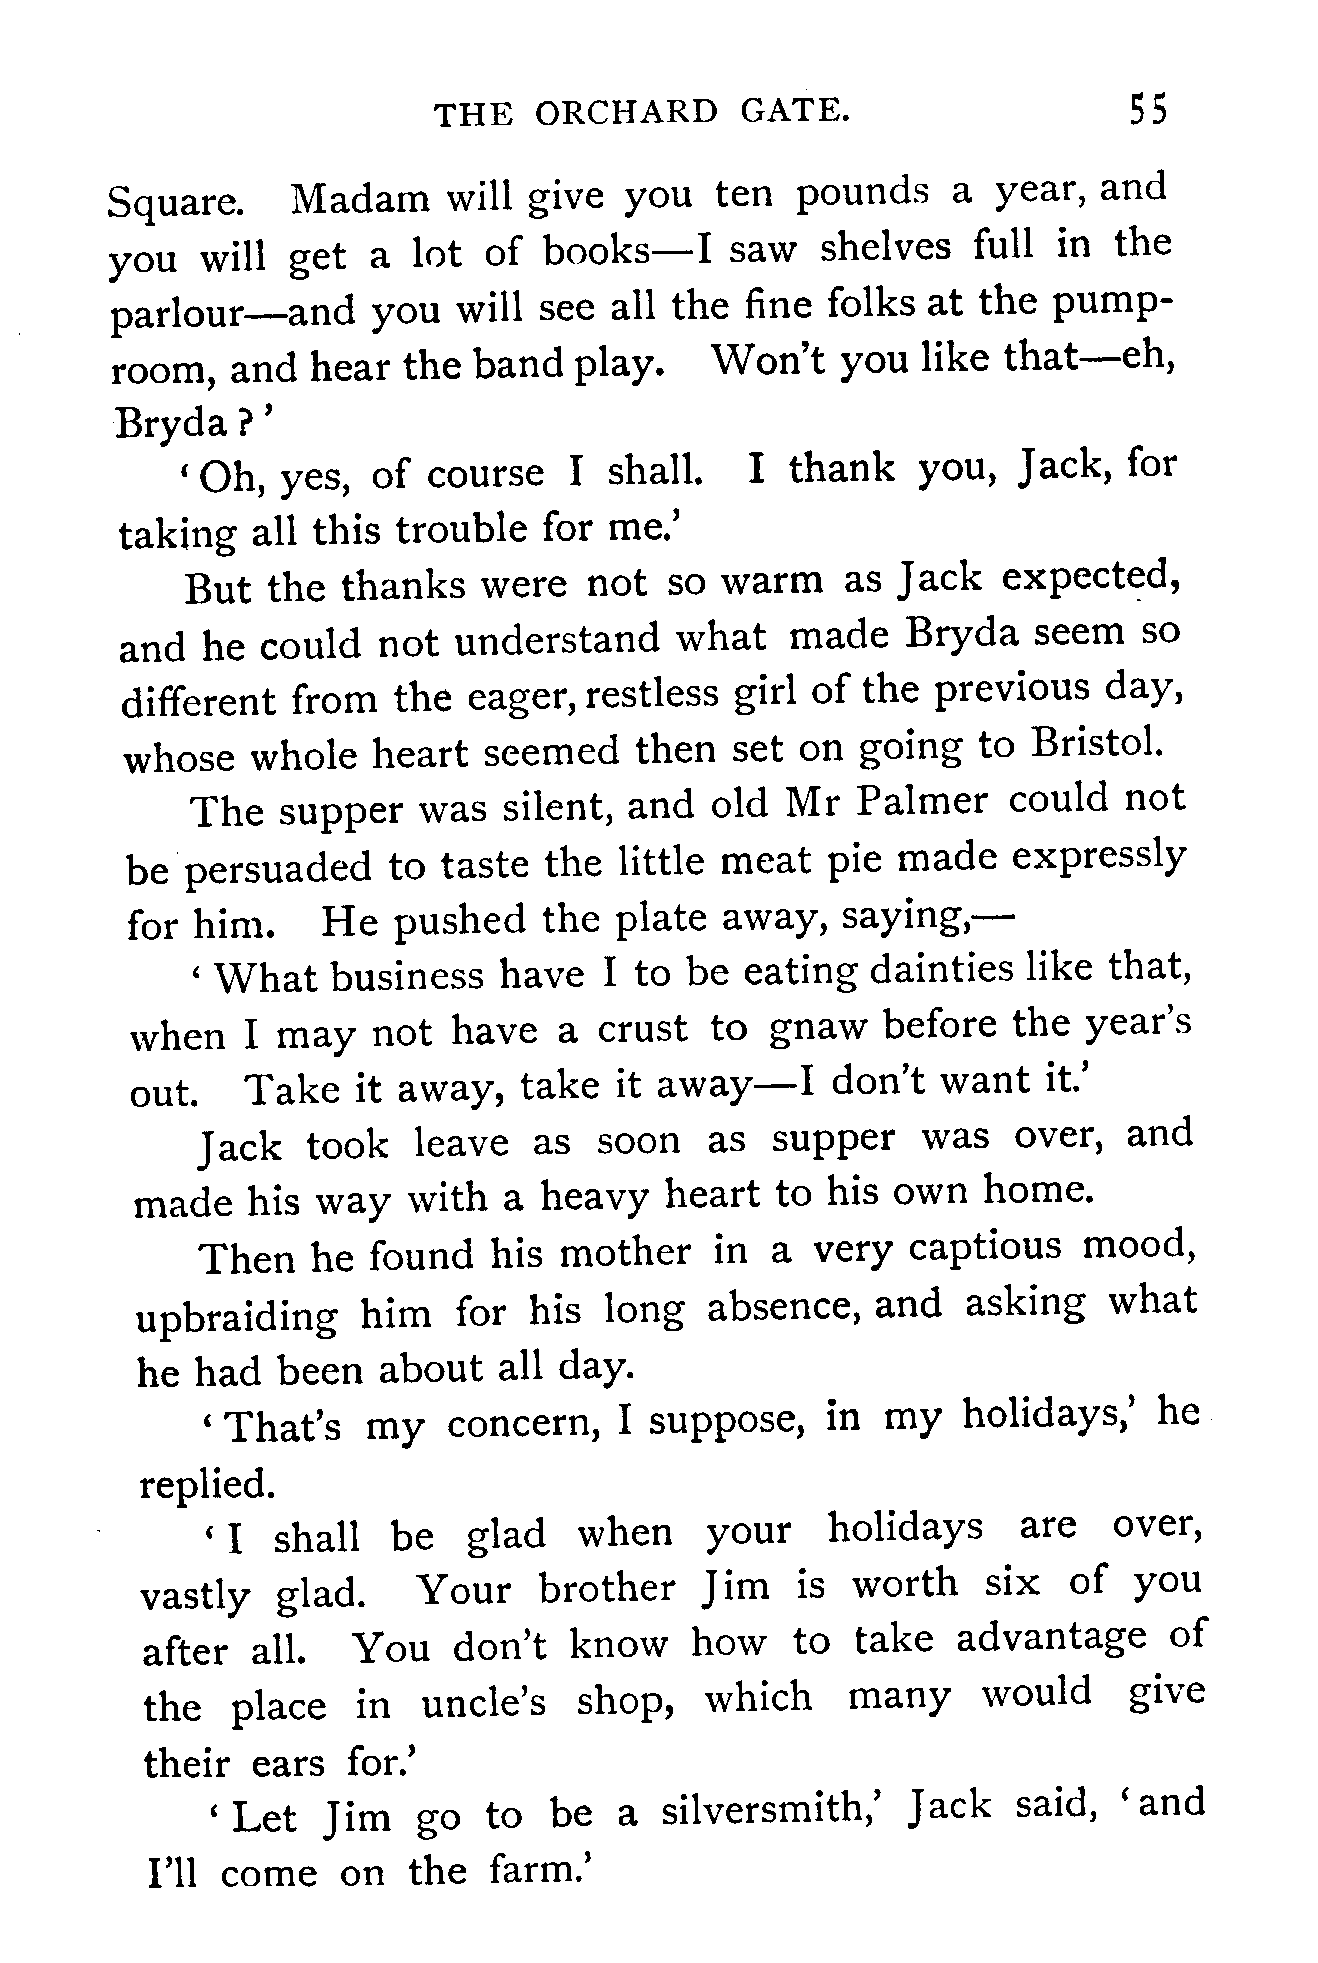 THE ORCHARD GATE. 55
Square. Madam will give you ten pounds a year, and
you will get a lot of books—I saw shelves full in the
parlour—and you will see all the fine folks at the pump-
room, and hear the band play. Won't you like that—eh,
Bryda?'
'Oh, yes, of course I shall. I thank you, Jack, for
taking all this trouble for me.'
But the thanks were not so warm as Jack expected,
and he could not understand what made Bryda seem so
different from the eager, restless girl of the previous day,
whose whole heart seemed then set on going to Bristol.
The supper was silent, and old Mr Palmer could not
be persuaded to taste the little meat pie made expressly
for him. He pushed the plate away, saying,—
'What business have I to be eating dainties like that,
when I may not have a crust to gnaw before the year's
out. Take it away, take it away—I don't want it.'
Jack took leave as soon as supper was over, and
made his way with a heavy heart to his own home.
Then he found his mother in a very captious mood,
upbraiding him for his long absence, and asking what
he had been about all day.
'That's my concern, I suppose, in my holidays,' he
replied.
'I shall be glad when your holidays are over,
vastly glad. Your brother Jim is worth six of you
after all. You don't know how to take advantage of
the place in uncle's shop, which many would give
their ears for.'
'Let Jim go to be a silversmith,' Jack said, 'and
I'll come on the farm.'